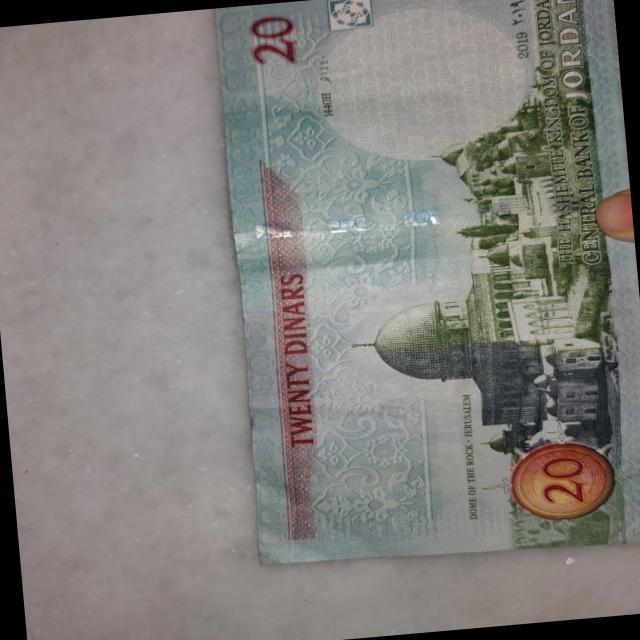 20
2019 ٢٠١٩
THE HASHEMITE KINGDOM OF JORDAN
CENTRAL BANK OF JORDAN
TWENTY DINARS
DOME OF THE ROCK - JERUSALEM
20